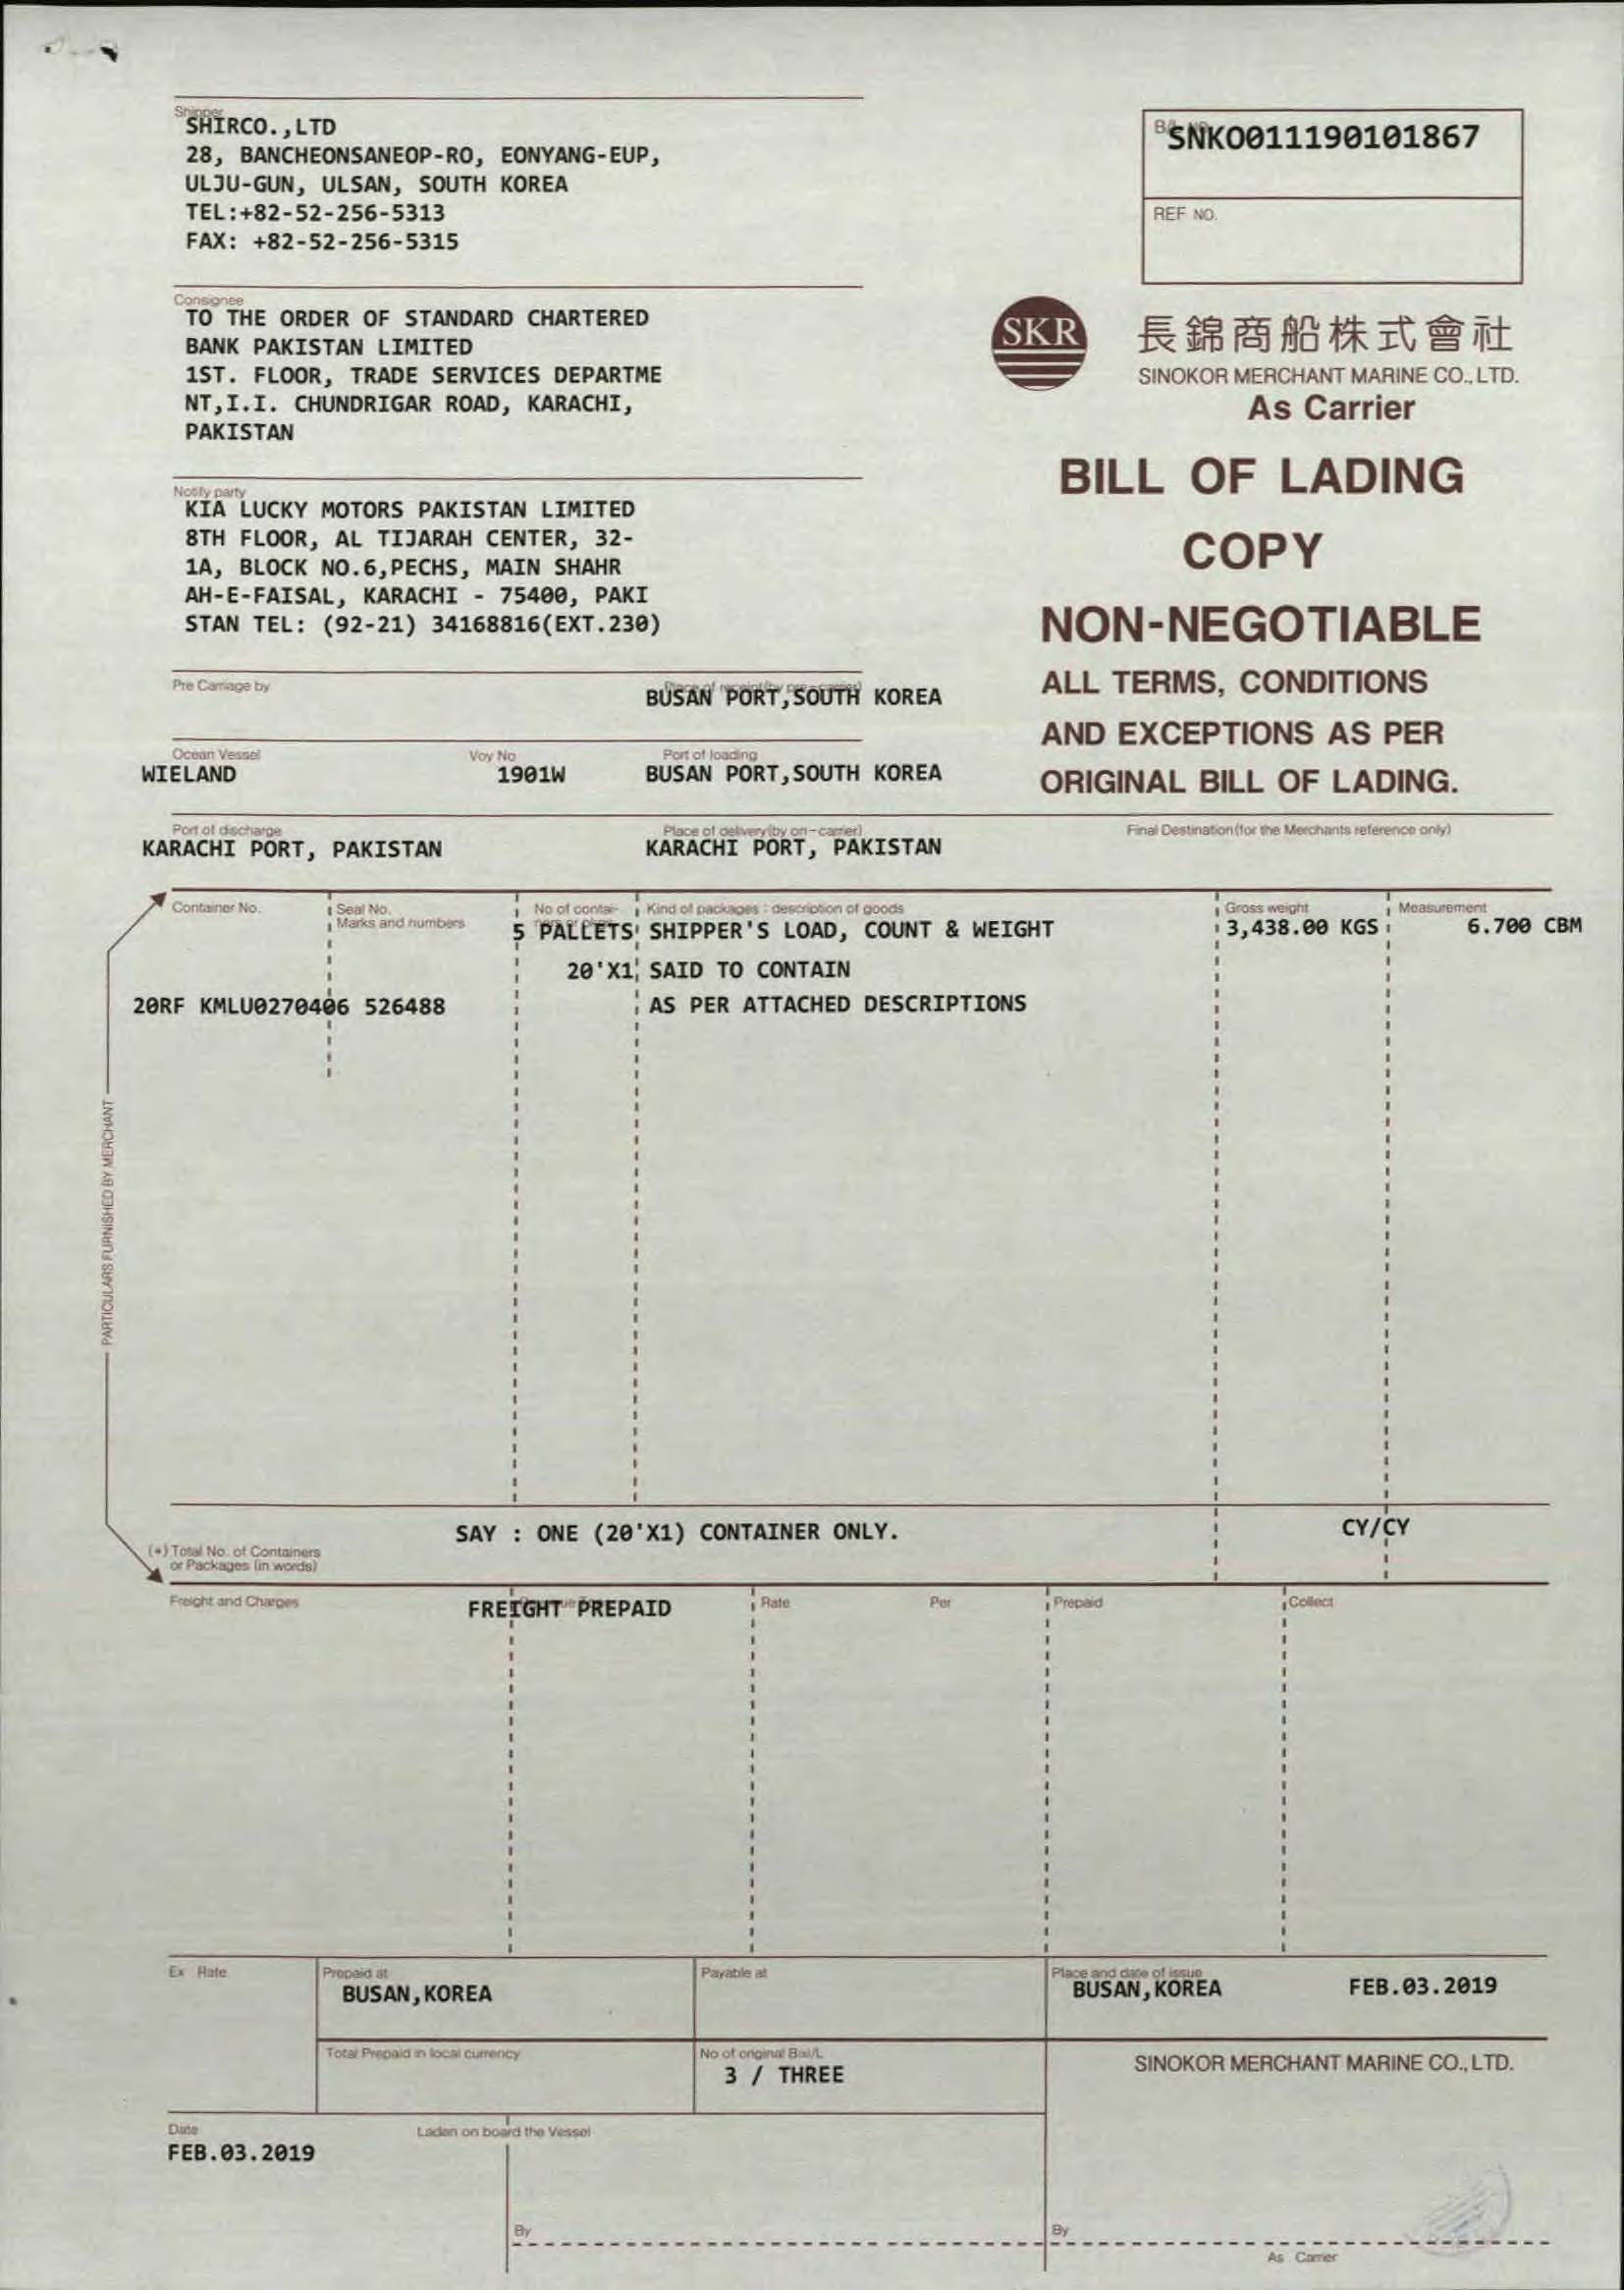 Shipper
SHIRCO.,LTD
28, BANCHEONSANEOP-RO, EONYANG-EUP,
ULJU-GUN, ULSAN, SOUTH KOREA
TEL:+82-52-256-5313
FAX: +82-52-256-5315
SNKO011190101867
REF NO.
Consignee
TO THE ORDER OF STANDARD CHARTERED
BANK PAKISTAN LIMITED
1ST. FLOOR, TRADE SERVICES DEPARTME
NT,I.I. CHUNDRIGAR ROAD, KARACHI,
PAKISTAN
SKR
長錦商船株式會社
SINOKOR MERCHANT MARINE CO., LTD.
As Carrier
BILL OF LADING
COPY
NON-NEGOTIABLE
ALL TERMS, CONDITIONS
AND EXCEPTIONS AS PER
ORIGINAL BILL OF LADING.
Notify party
KIA LUCKY MOTORS PAKISTAN LIMITED
8TH FLOOR, AL TIJARAH CENTER, 32-
1A, BLOCK NO.6,PECHS, MAIN SHAHR
AH-E-FAISAL, KARACHI - 75400, PAKI
STAN TEL: (92-21) 34168816(EXT.230)
Pre Carriage by
Place of receipt(by pre-carrier)
BUSAN PORT,SOUTH KOREA
Ocean Vessel Voy No Port of loading
WIELAND 1901W BUSAN PORT,SOUTH KOREA
Port of discharge Place of delivery(by on-carrier) Final Destination(for the Merchants reference only)
KARACHI PORT, PAKISTAN KARACHI PORT, PAKISTAN
Container No. Seal No. No of contai- Kind of packages : description of goods Gross weight Measurement
Marks and numbers
5 PALLETS SHIPPER'S LOAD, COUNT & WEIGHT 3,438.00 KGS 6.700 CBM
20'X1 SAID TO CONTAIN
20RF KMLU0270406 526488 AS PER ATTACHED DESCRIPTIONS
PARTICULARS FURNISHED BY MERCHANT
SAY : ONE (20'X1) CONTAINER ONLY. CY/CY
(*) Total No. of Containers
or Packages (in words)
Freight and Charges Rate Per Prepaid Collect
FREIGHT PREPAID
Ex Rate Prepaid at Payable at Place and date of issue
BUSAN,KOREA BUSAN,KOREA FEB.03.2019
Total Prepaid in local currency No of original B(s)/L
3 / THREE
SINOKOR MERCHANT MARINE CO., LTD.
Date Laden on board the Vessel
FEB.03.2019
By By
As Carrier